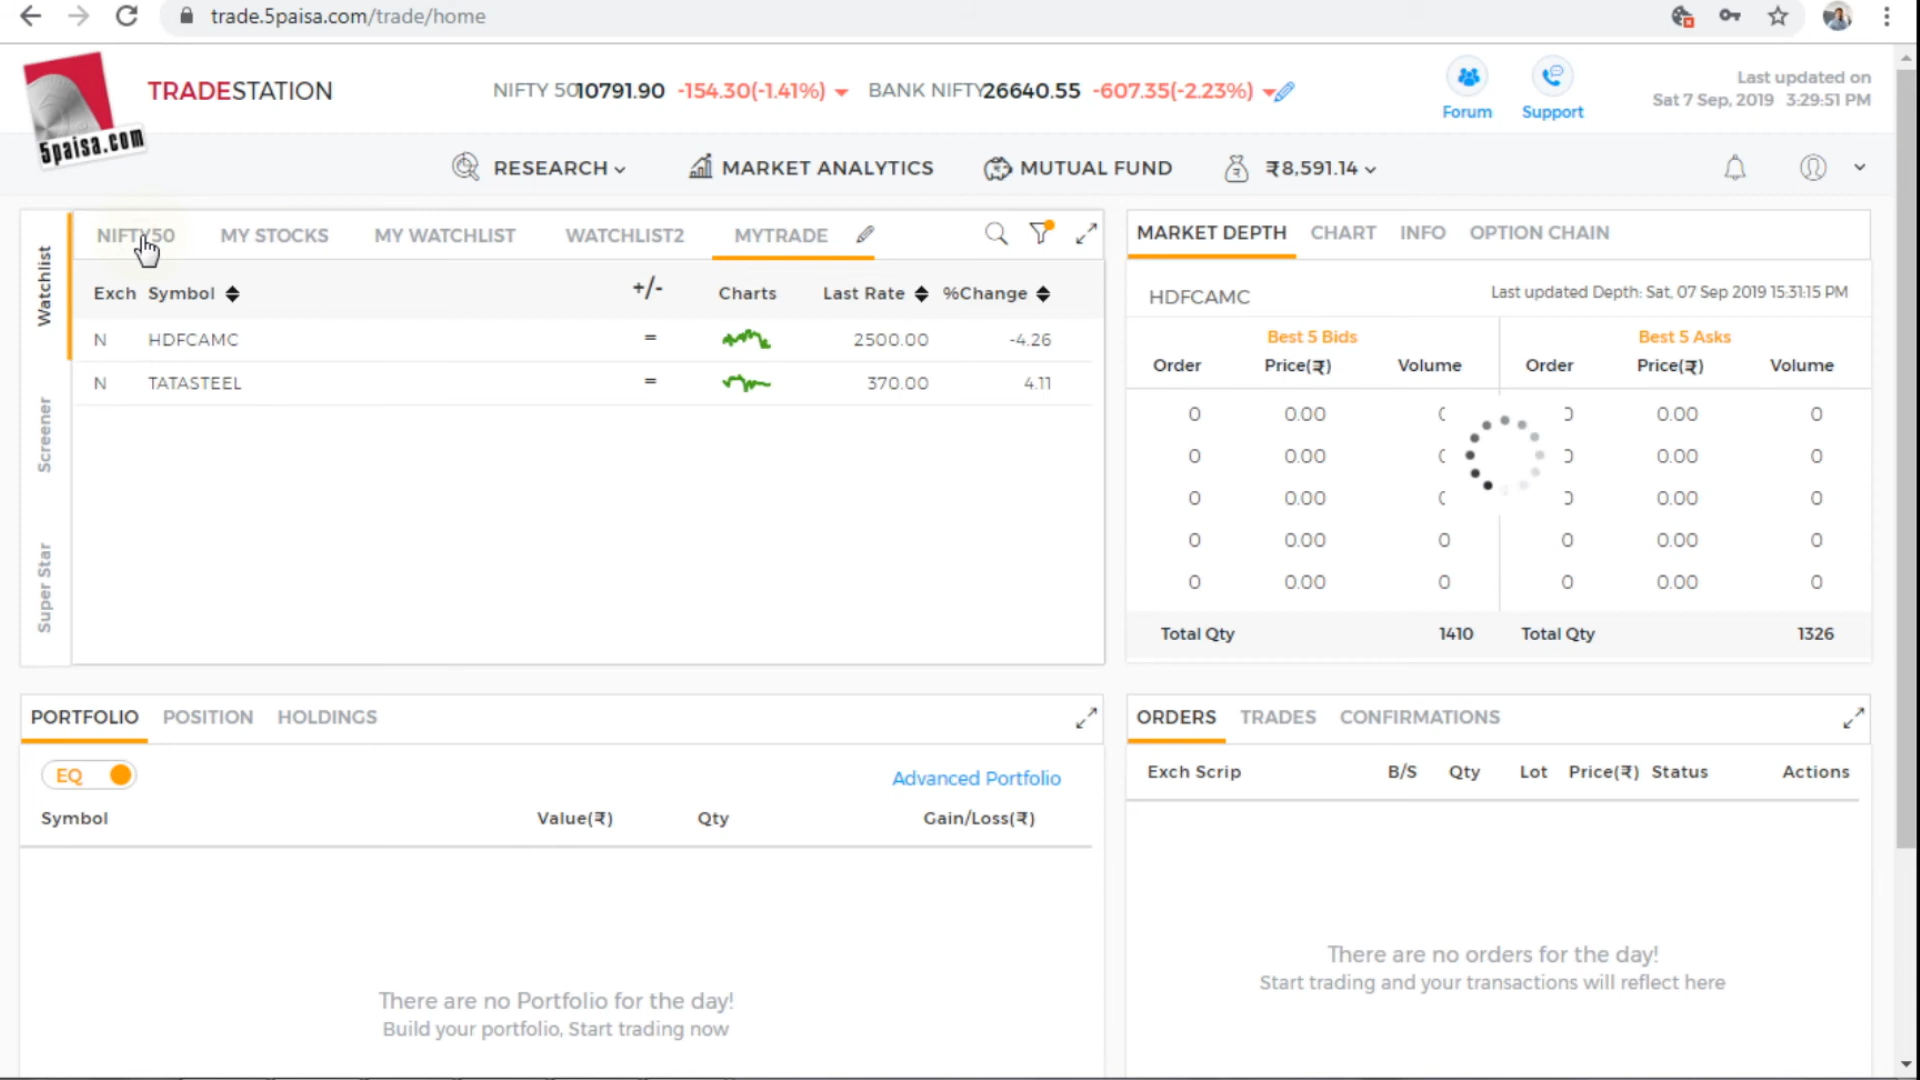 trade.5paisa.com/trade/home
5paisa.com
TRADESTATION
NIFTY 50 10791.90 -154.30(-1.41%) BANK NIFTY 26640.55 -607.35(-2.23%)
Forum
Support
Last updated on
Sat 7 Sep, 2019 3:29:51 PM
RESEARCH MARKET ANALYTICS MUTUAL FUND ₹8,591.14
Watchlist
Screener
Super Star
NIFTY50 MY STOCKS MY WATCHLIST WATCHLIST2 MYTRADE
Exch Symbol +/- Charts Last Rate %Change
N HDFCAMC = 2500.00 -4.26
N TATASTEEL = 370.00 4.11
MARKET DEPTH CHART INFO OPTION CHAIN
HDFCAMC Last updated Depth: Sat, 07 Sep 2019 15:31:15 PM
Best 5 Bids Best 5 Asks
Order Price(₹) Volume Order Price(₹) Volume
0 0.00 0 0 0.00 0
0 0.00 0 0 0.00 0
0 0.00 0 0 0.00 0
0 0.00 0 0 0.00 0
0 0.00 0 0 0.00 0
Total Qty 1410 Total Qty 1326
PORTFOLIO POSITION HOLDINGS
EQ Advanced Portfolio
Symbol Value(₹) Qty Gain/Loss(₹)
There are no Portfolio for the day!
Build your portfolio, Start trading now
ORDERS TRADES CONFIRMATIONS
Exch Scrip B/S Qty Lot Price(₹) Status Actions
There are no orders for the day!
Start trading and your transactions will reflect here